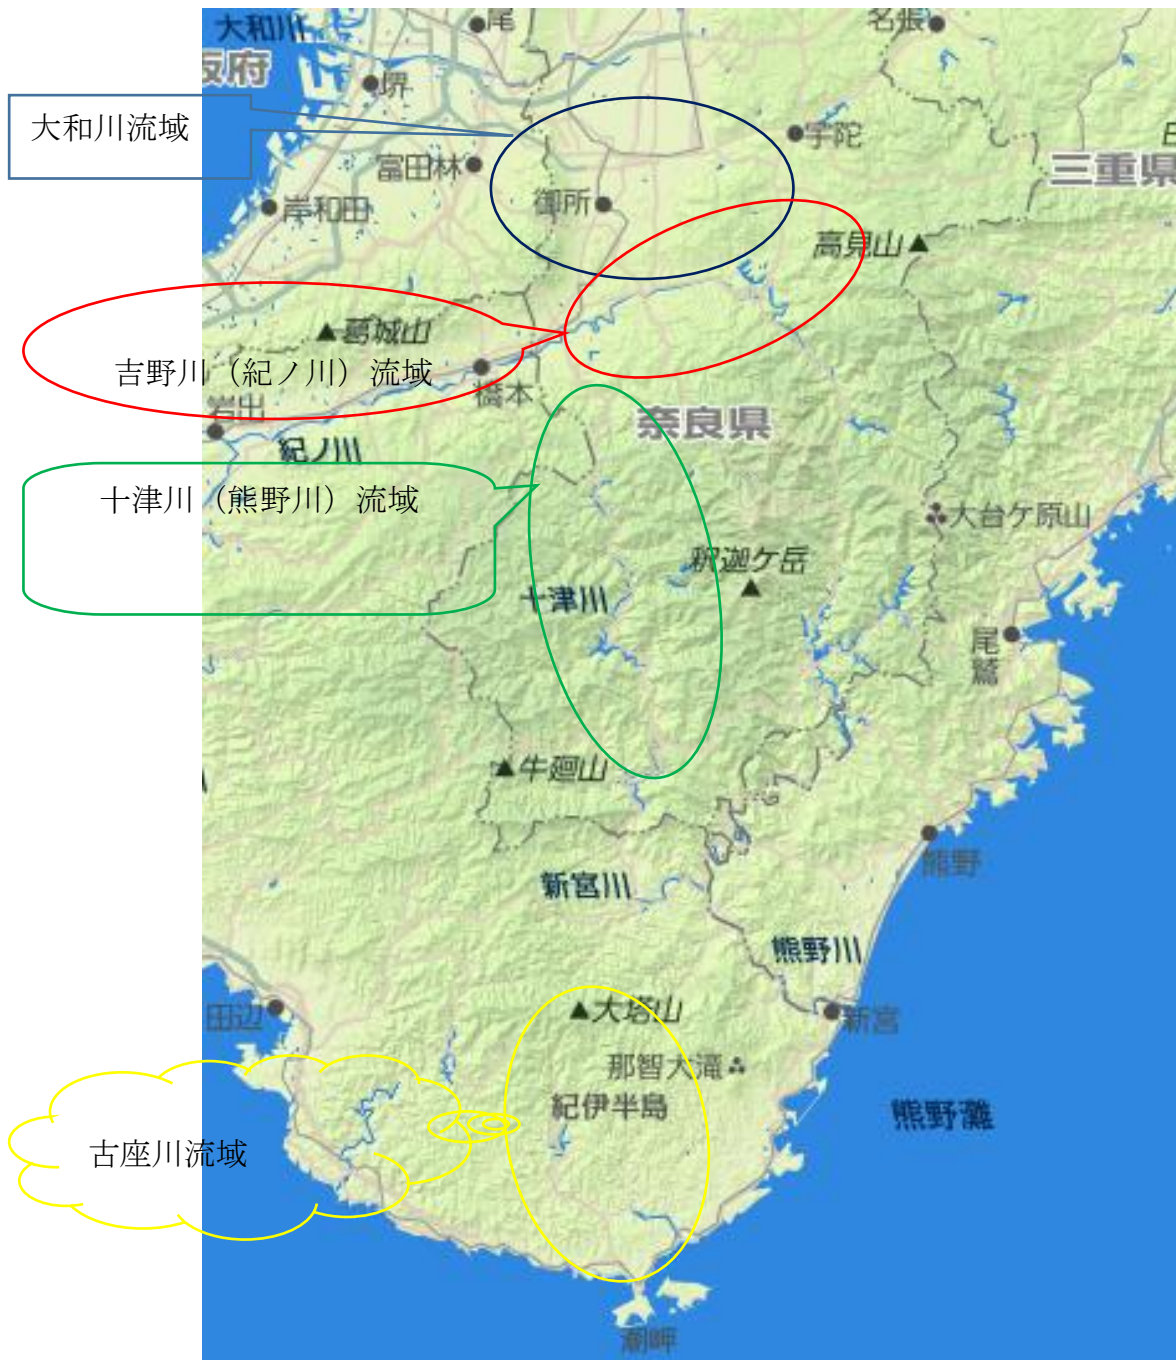 大和川
尾
名張
阪府
堺
大和川流域
宇陀
富田林
三重県
御所
岸和田
高見山
葛城山
吉野川（紀ノ川）流域
橋本
岩出
奈良県
紀ノ川
十津川（熊野川）流域
大台ケ原山
釈迦ケ岳
十津川
尾鷲
牛廻山
熊野
新宮川
熊野川
大塔山
田辺
新宮
那智大滝
紀伊半島
熊野灘
古座川流域
潮岬